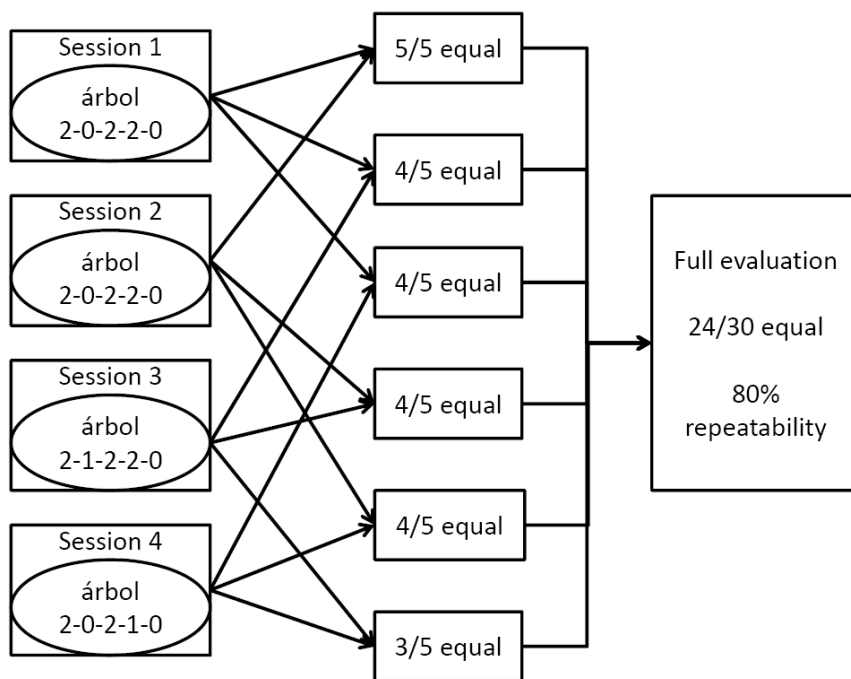 Session 1
árbol
2-0-2-2-0
Session 2
árbol
2-0-2-2-0
Session 3
árbol
2-1-2-2-0
Session 4
árbol
2-0-2-1-0
5/5 equal
4/5 equal
4/5 equal
4/5 equal
4/5 equal
3/5 equal
Full evaluation
24/30 equal
80%
repeatability